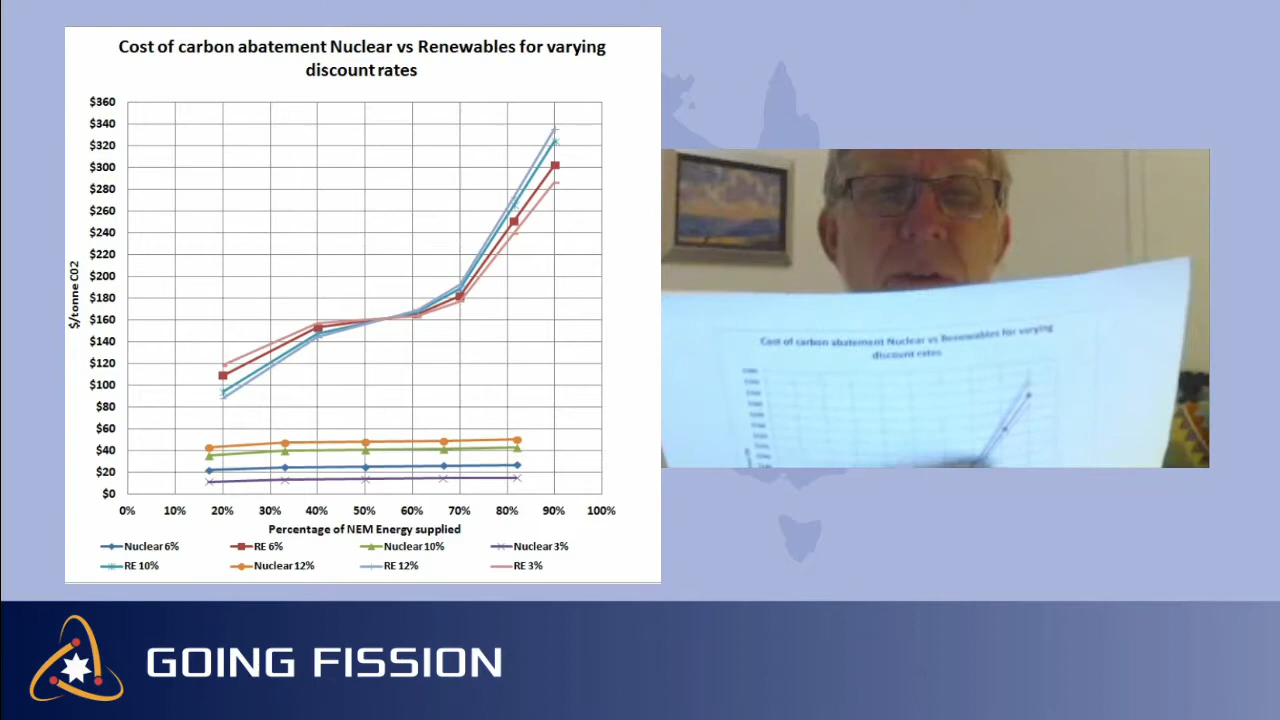 Cost of carbon abatement Nuclear vs Renewables for varying
discount rates
$360
$340
$320
$300
$280
$260
$240
$220
$200
$180
$160
$140
$120
$100
$80
$60
$40
$20
$0
$/tonne CO2
0% 10% 20% 30% 40% 50% 60% 70% 80% 90% 100%
Percentage of NEM Energy supplied
Nuclear 6% RE 6% Nuclear 10% Nuclear 3%
RE 10% Nuclear 12% RE 12% RE 3%
Cost of carbon abatement Nuclear vs Renewables for varying
discount rates
GOING FISSION